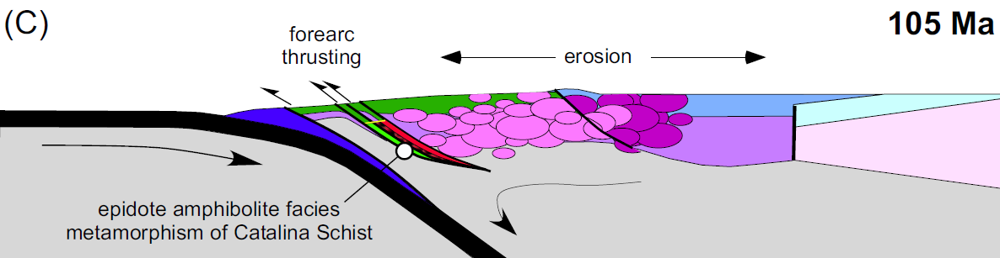 (C)
105 Ma
forearc
thrusting
erosion
epidote amphibolite facies
metamorphism of Catalina Schist